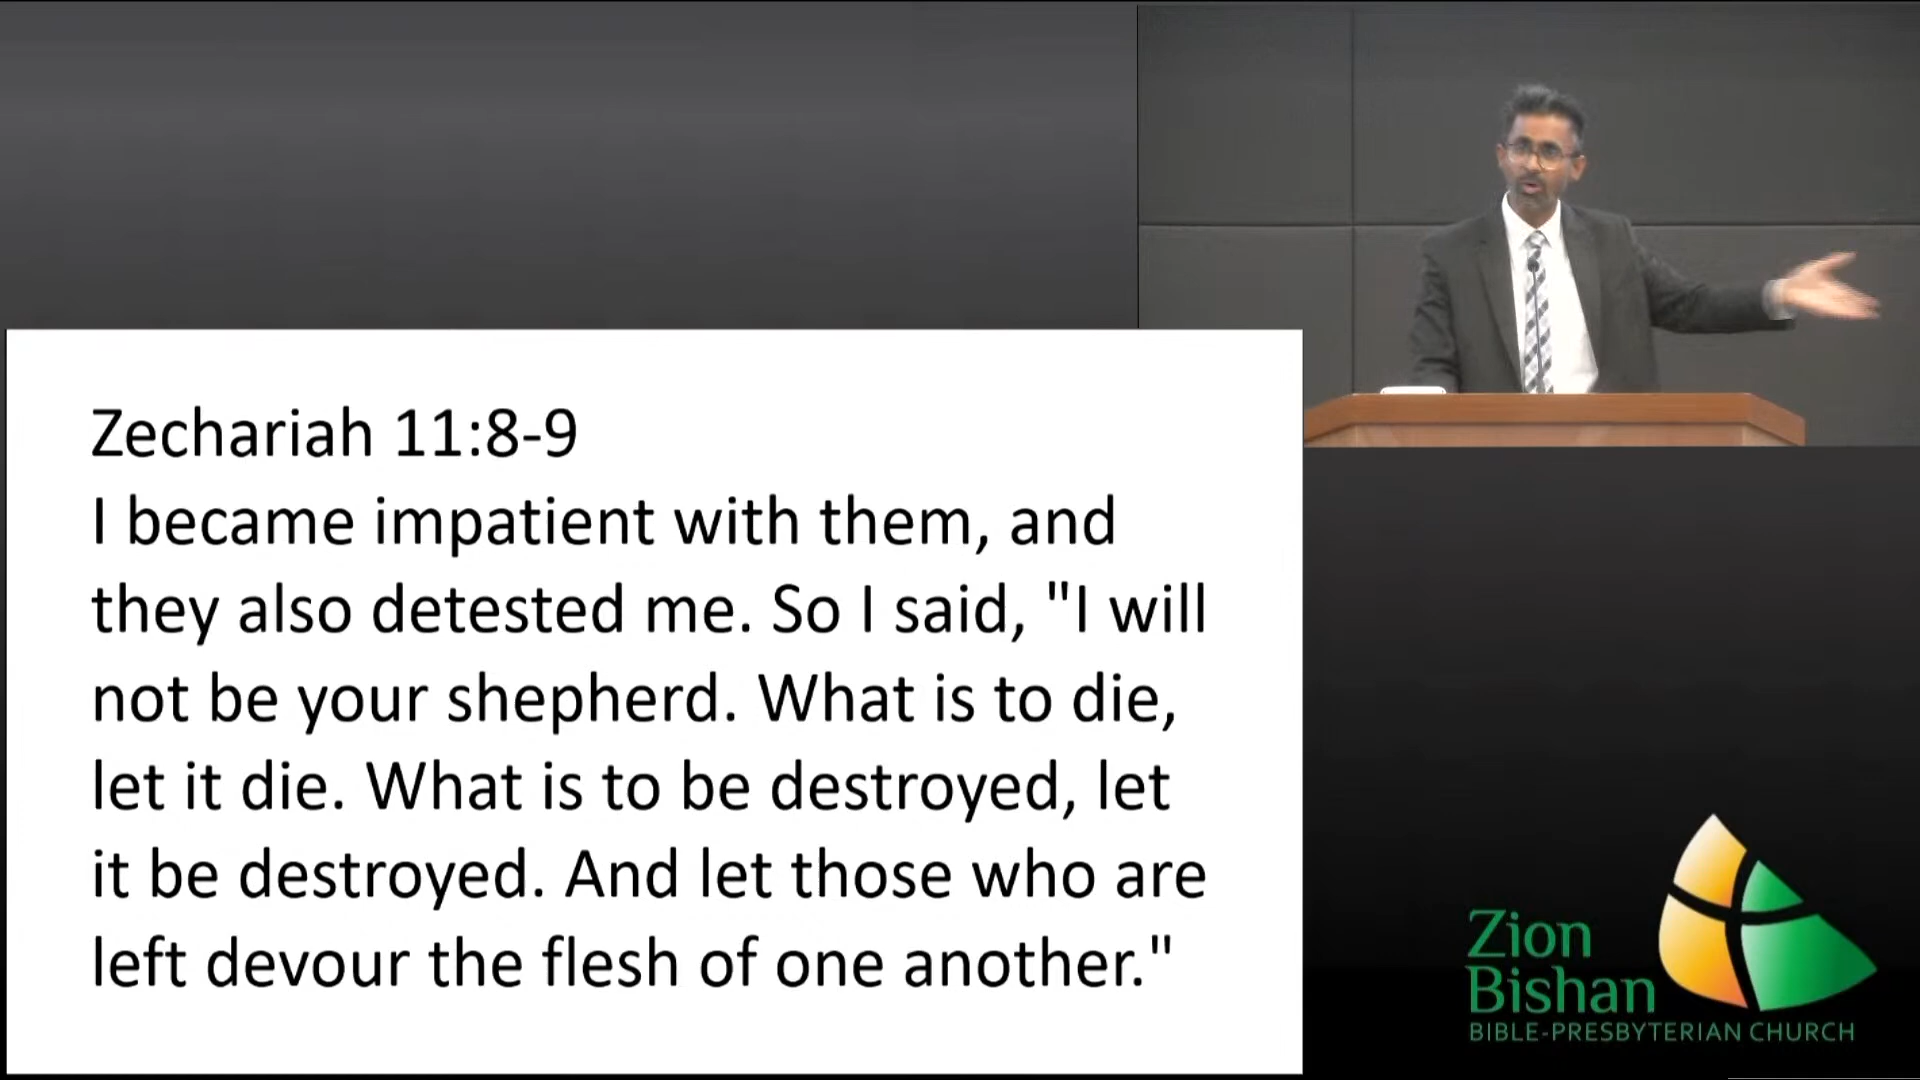 Zechariah 11:8-9
I became impatient with them, and
they also detested me. So I said, "I will
not be your shepherd. What is to die,
let it die. What is to be destroyed, let
it be destroyed. And let those who are
left devour the flesh of one another."
Zion
Bishan
BIBLE-PRESBYTERIAN CHURCH